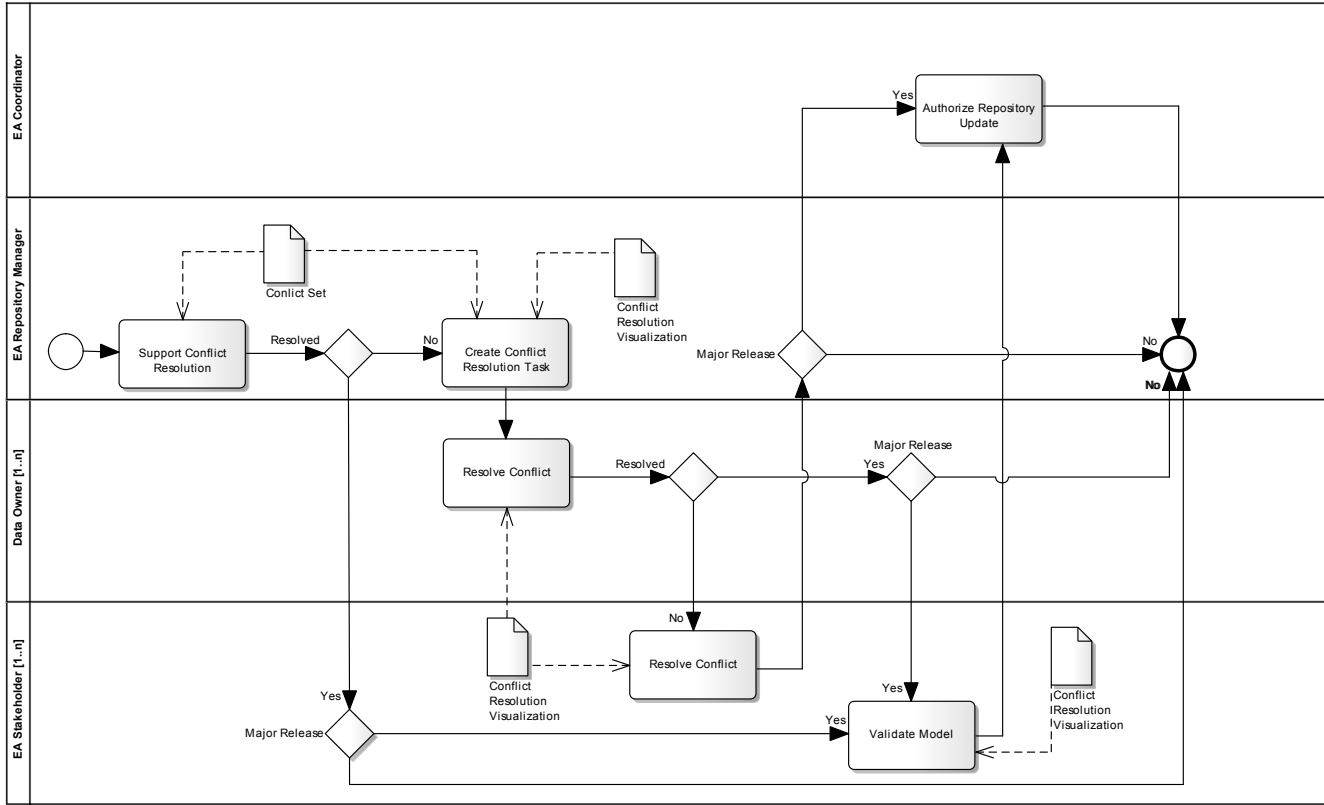 EA Coordinator
Yes
Authorize Repository
Update
EA Repository Manager
Conlict Set
Conflict
Resolution
Visualization
Support Conflict
Resolution
Resolved
No
Create Conflict
Resolution Task
Major Release
No
No
Data Owner [1..n]
Resolve Conflict
Resolved
Major Release
Yes
EA Stakeholder [1..n]
No
Resolve Conflict
Conflict
Resolution
Visualization
Yes
Major Release
Yes
Yes
Validate Model
Conflict
Resolution
Visualization